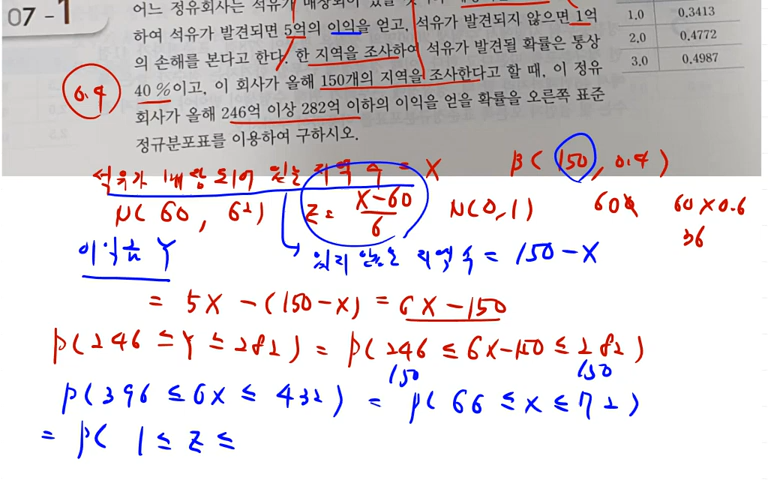 07-1
어느 정유회사는 석유가
하여 석유가 발견되면 5억의 이익을 얻고, 석유가 발견되지 않으면 1억
의 손해를 본다고 한다. 한 지역을 조사하여 석유가 발견될 확률은 통상
40 %이고, 이 회사가 올해 150개의 지역을 조사한다고 할 때, 이 정유
회사가 올해 246억 이상 282억 이하의 이익을 얻을 확률을 오른쪽 표준
정규분포표를 이용하여 구하시오.
1.0 0.3413
2.0 0.4772
3.0 0.4987
0.4
석유가 매장 되어 있는 지역 수 = X B(150, 0.4)
N(60, 6²) Z = X-60/6 N(0,1) 60 60×0.6
36
이익금 Y → 있지 않은 지역 수 = 150-X
= 5X-(150-X) = 6X-150
P(246 ≤ Y ≤ 282) = P(246 ≤ 6X-150 ≤ 282)
150 150
P(396 ≤ 6X ≤ 432) = P(66 ≤ X ≤ 72)
= P( 1 ≤ Z ≤